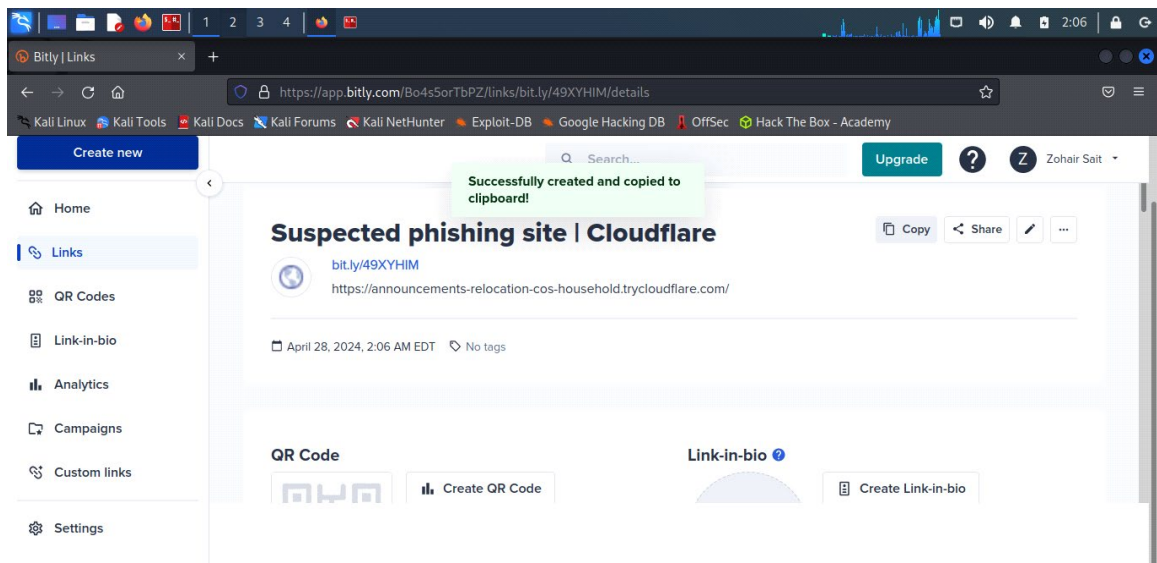 1 2 3 4 2:06
Bitly | Links
https://app.bitly.com/Bo4s5orTbPZ/links/bit.ly/49XYHIM/details
Kali Linux Kali Tools Kali Docs Kali Forums Kali NetHunter Exploit-DB Google Hacking DB OffSec Hack The Box - Academy
Create new
Search...
Upgrade
Z Zohair Sait
Successfully created and copied to
clipboard!
Home
Links
QR Codes
Link-in-bio
Analytics
Campaigns
Custom links
Settings
Suspected phishing site | Cloudflare
Copy Share
bit.ly/49XYHIM
https://announcements-relocation-cos-household.trycloudflare.com/
April 28, 2024, 2:06 AM EDT No tags
QR Code
Create QR Code
Link-in-bio
Create Link-in-bio